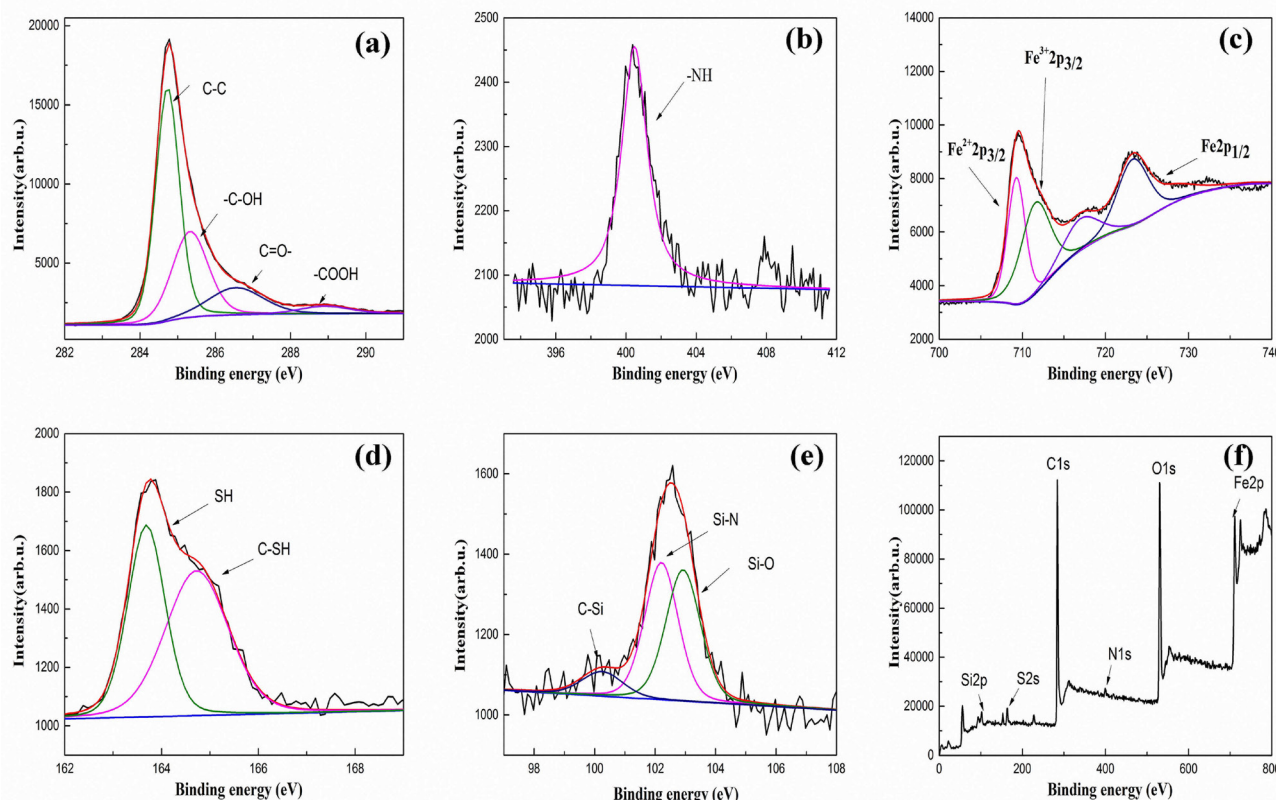 (a)
20000
15000
10000
5000
Intensity(arb.u.)
C-C
-C-OH
C=O-
-COOH
282 284 286 288 290
Binding energy (eV)
(b)
2500
2400
2300
2200
2100
2000
Intensity(arb.u.)
-NH
396 400 404 408 412
Binding energy (eV)
(c)
14000
12000
10000
8000
6000
4000
2000
Intensity(arb.u.)
Fe³⁺2p₃/₂
Fe²⁺2p₃/₂
Fe2p₁/₂
700 710 720 730 740
Binding energy (eV)
(d)
2000
1800
1600
1400
1200
1000
Intensity(arb.u.)
SH
C-SH
162 164 166 168
Binding energy (eV)
(e)
1600
1400
1200
1000
Intensity(arb.u.)
Si-N
Si-O
C-Si
98 100 102 104 106 108
Binding energy (eV)
(f)
120000
100000
80000
60000
40000
20000
0
Intensity(arb.u.)
C1s
O1s
Fe2p
N1s
Si2p
S2s
0 200 400 600 800
Binding energy (eV)